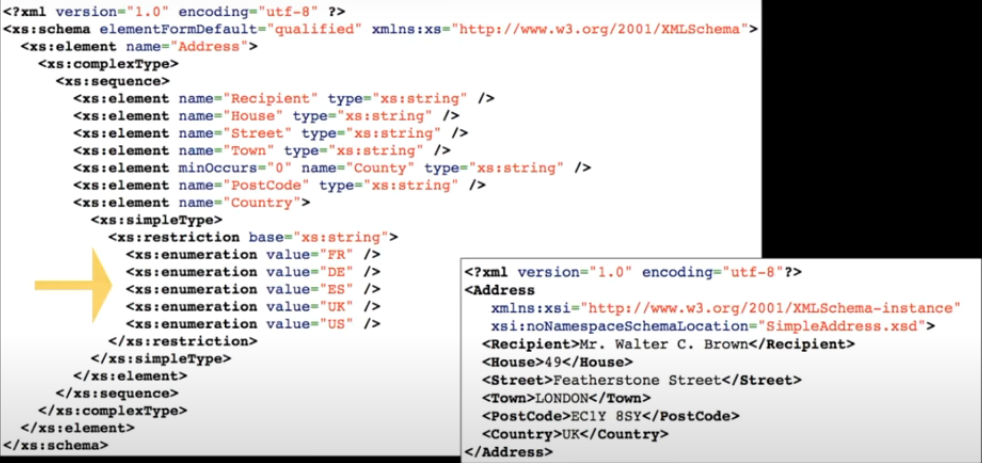 <?xml version="1.0" encoding="utf-8" ?>
<xs:schema elementFormDefault="qualified" xmlns:xs="http://www.w3.org/2001/XMLSchema">
<xs:element name="Address">
<xs:complexType>
<xs:sequence>
<xs:element name="Recipient" type="xs:string" />
<xs:element name="House" type="xs:string" />
<xs:element name="Street" type="xs:string" />
<xs:element name="Town" type="xs:string" />
<xs:element minOccurs="0" name="County" type="xs:string" />
<xs:element name="PostCode" type="xs:string" />
<xs:element name="Country">
<xs:simpleType>
<xs:restriction base="xs:string">
<xs:enumeration value="FR" />
<xs:enumeration value="DE" />
<xs:enumeration value="ES" />
<xs:enumeration value="UK" />
<xs:enumeration value="US" />
</xs:restriction>
</xs:simpleType>
</xs:element>
</xs:sequence>
</xs:complexType>
</xs:element>
</xs:schema>
<?xml version="1.0" encoding="utf-8"?>
<Address
xmlns:xsi="http://www.w3.org/2001/XMLSchema-instance"
xsi:noNamespaceSchemaLocation="SimpleAddress.xsd">
<Recipient>Mr. Walter C. Brown</Recipient>
<House>49</House>
<Street>Featherstone Street</Street>
<Town>LONDON</Town>
<PostCode>EC1Y 8SY</PostCode>
<Country>UK</Country>
</Address>